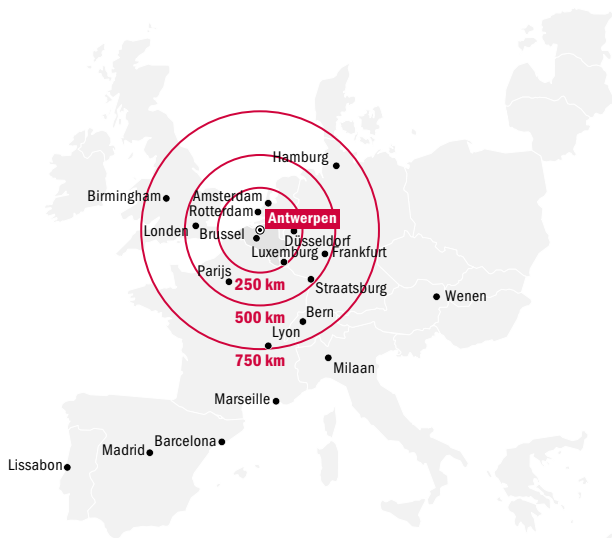 Hamburg
Birmingham
Amsterdam
Rotterdam
Antwerpen
Londen
Brussel
Düsseldorf
Luxemburg
Frankfurt
Parijs
250 km
Straatsburg
Wenen
500 km
Bern
Lyon
750 km
Milaan
Marseille
Barcelona
Madrid
Lissabon